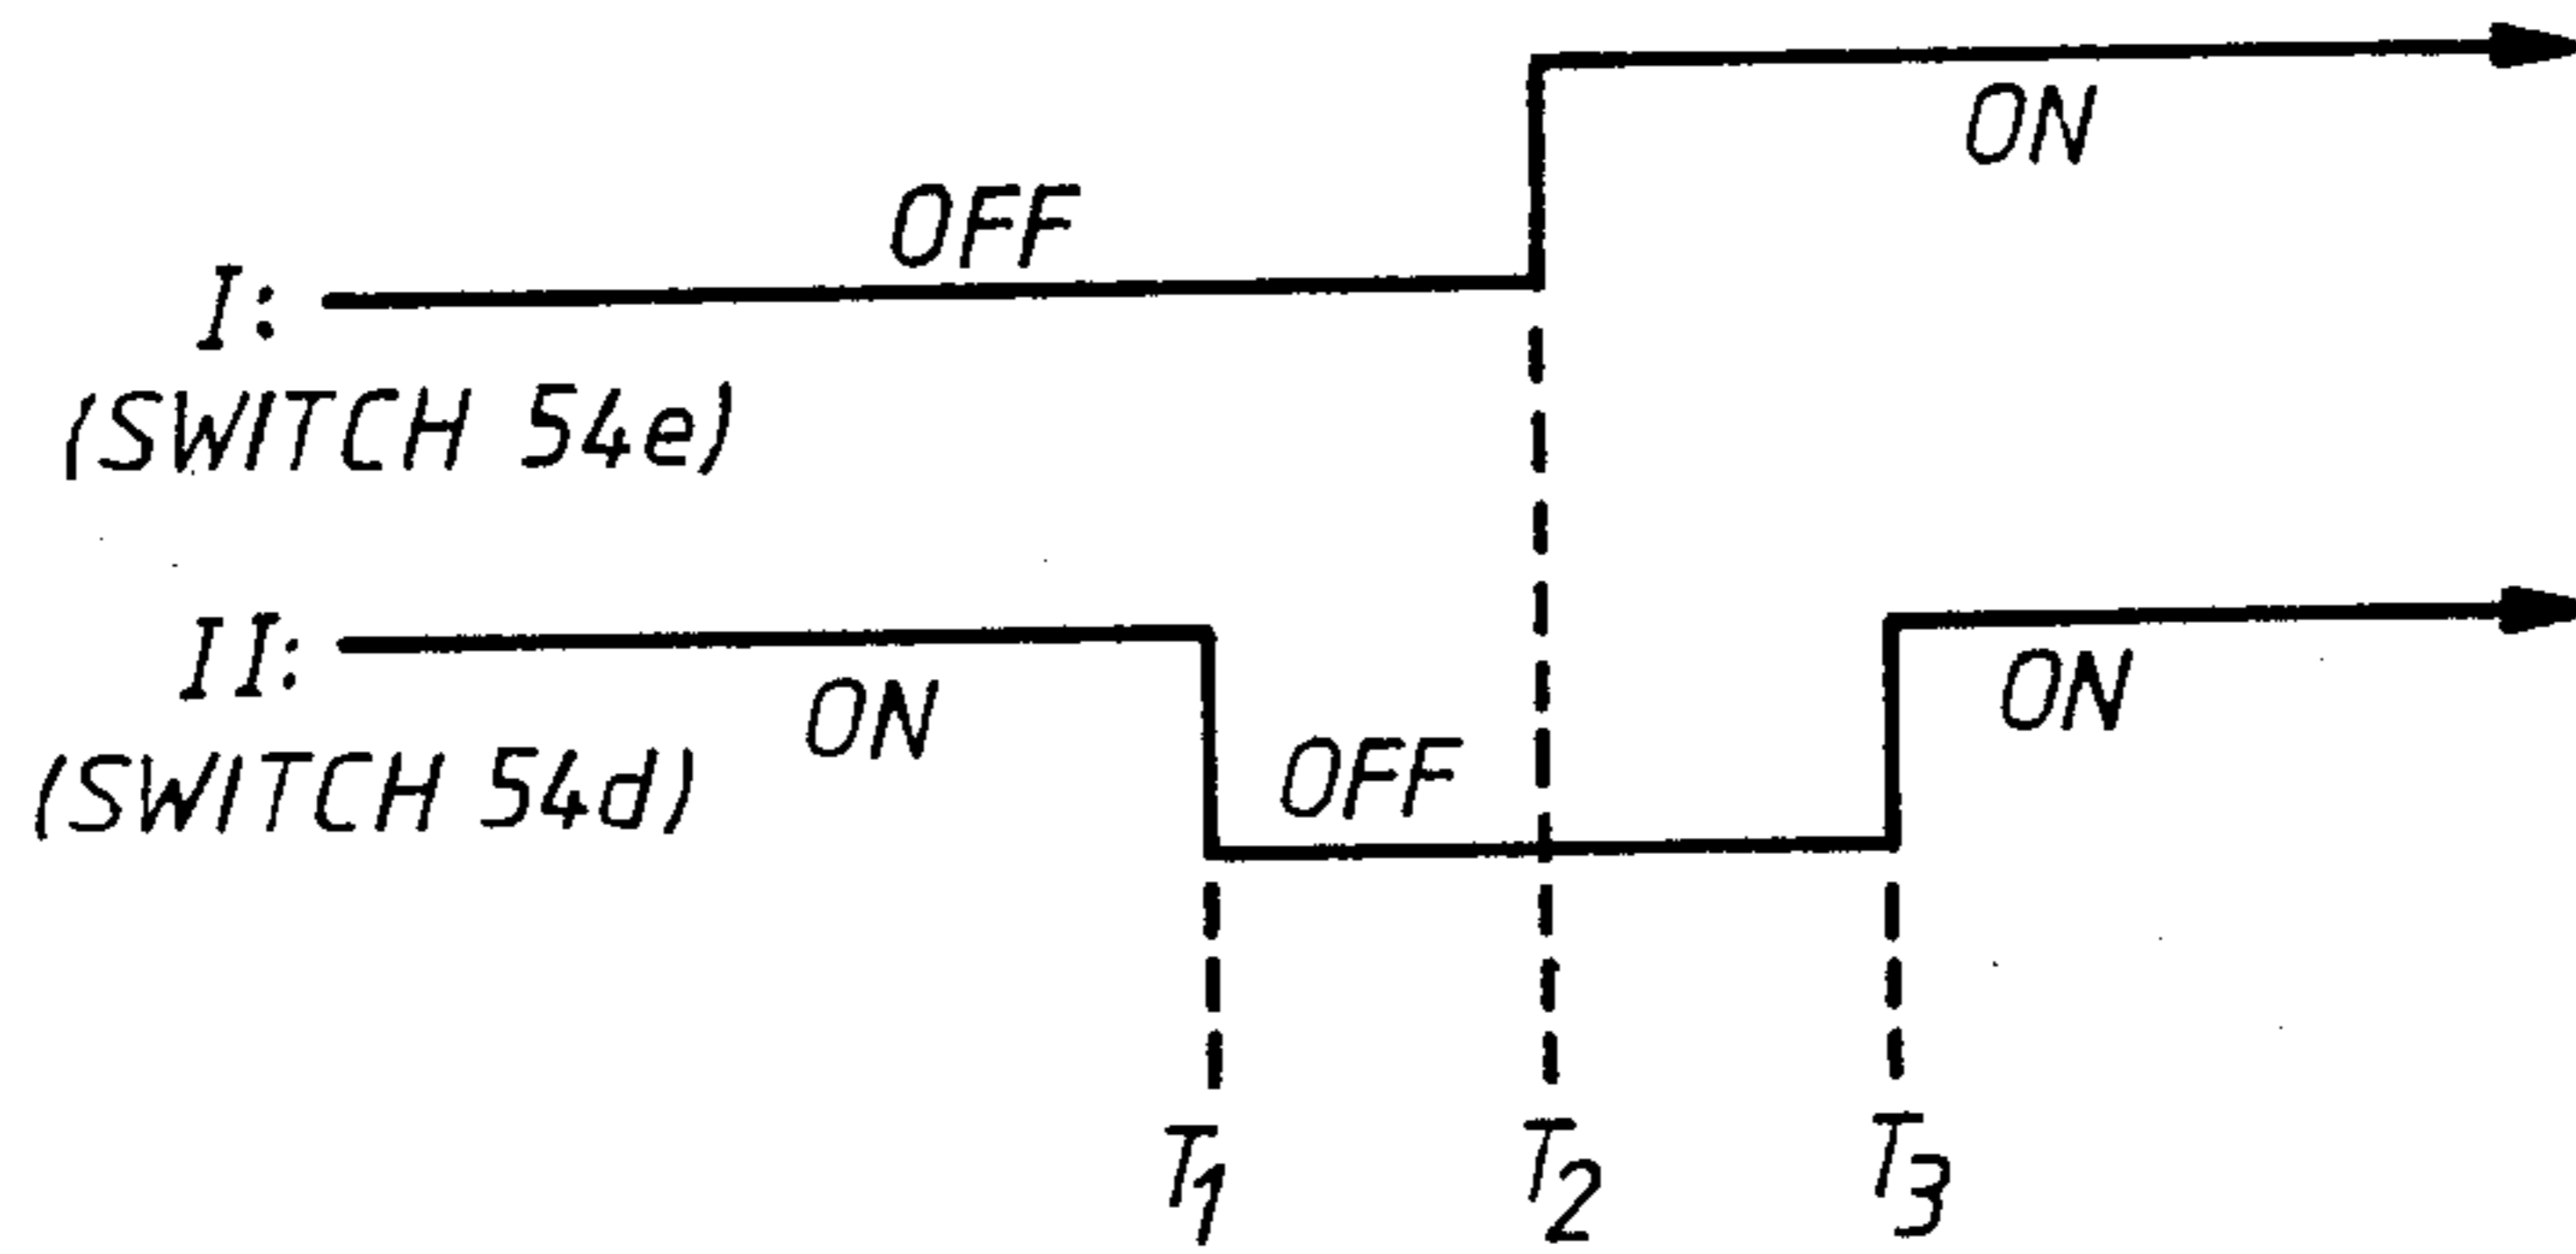 ON
OFF
I:
(SWITCH 54e)
II:
ON
ON
(SWITCH 54d)
OFF
T1 T2 T3